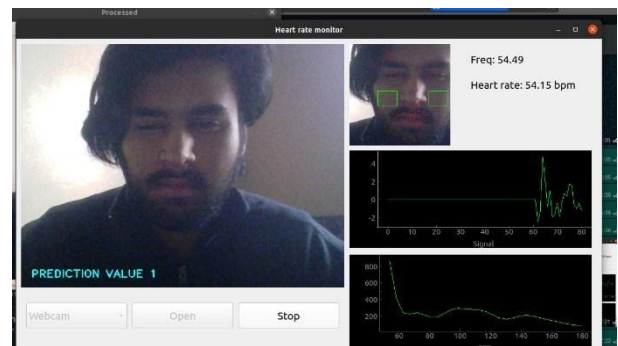 Processed
Heart rate monitor
Freq: 54.49
Heart rate: 54.15 bpm
PREDICTION VALUE 1
Webcam
Open
Stop
4
2
0
-2
0 10 20 30 40 50 60 70 80
Signal
800
600
400
200
60 80 100 120 140 160 180